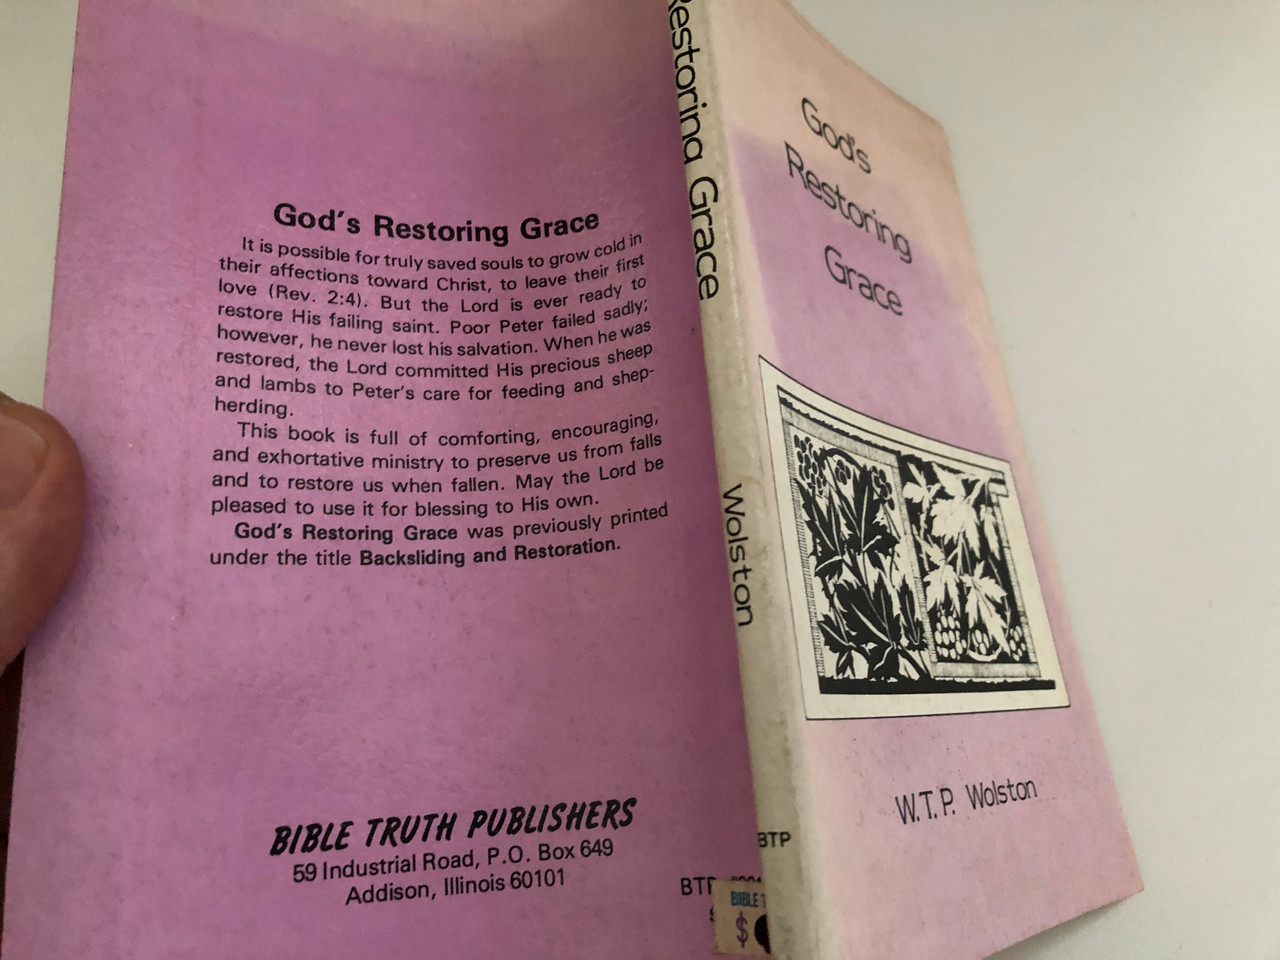 God's Restoring Grace
It is possible for truly saved souls to grow cold in
their affections toward Christ, to leave their first
love (Rev. 2:4). But the Lord is ever ready to
restore His failing saint. Poor Peter failed sadly;
however, he never lost his salvation. When he was
restored, the Lord committed His precious sheep
and lambs to Peter's care for feeding and shep-
herding.
This book is full of comforting, encouraging,
and exhortative ministry to preserve us from falls
and to restore us when fallen. May the Lord be
pleased to use it for blessing to His own.
God's Restoring Grace was previously printed
under the title Backsliding and Restoration.
BIBLE TRUTH PUBLISHERS
59 Industrial Road, P.O. Box 649
Addison, Illinois 60101
BIBLE
$
Restoring Grace
Wolston
BTP
God's
Restoring
Grace
W.T.P. Wolston